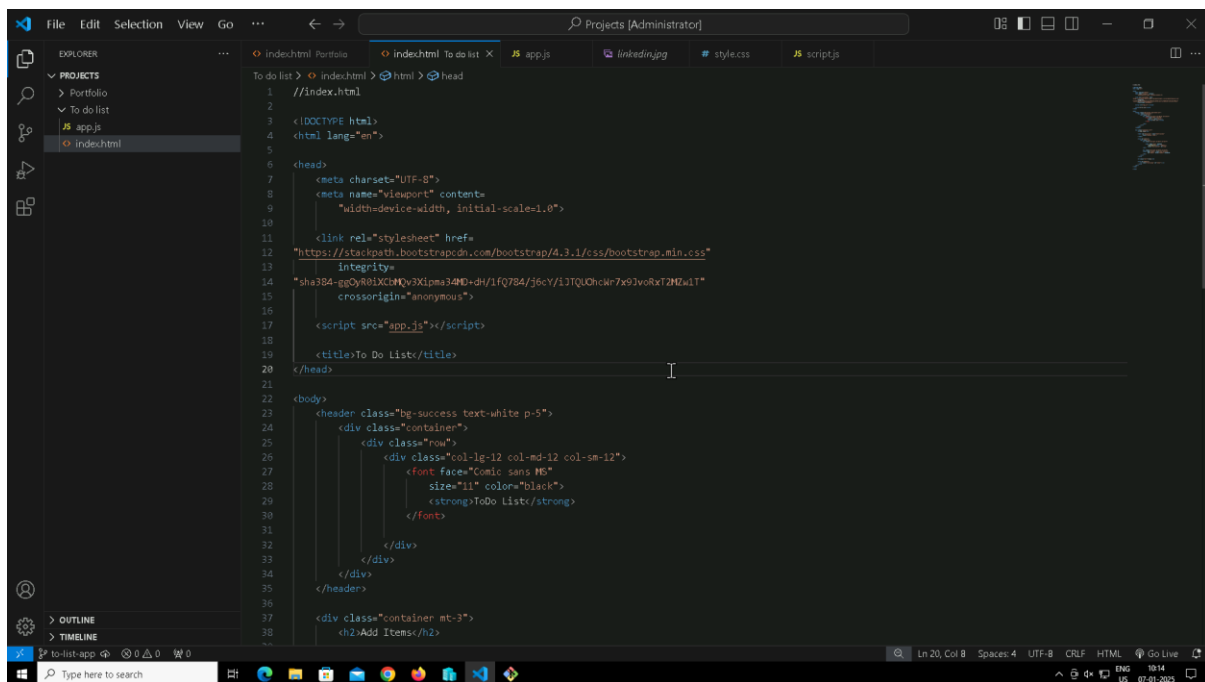 File Edit Selection View Go ... Projects [Administrator]
EXPLORER ...
PROJECTS
Portfolio
To do list
JS app.js
index.html
OUTLINE
TIMELINE
index.html Portfolio index.html To do list JS app.js linkedin.jpg # style.css JS script.js
To do list > index.html > html > head
1 //index.html
2
3 <!DOCTYPE html>
4 <html lang="en">
5
6 <head>
7 <meta charset="UTF-8">
8 <meta name="viewport" content=
9 "width=device-width, initial-scale=1.0">
10
11 <link rel="stylesheet" href=
12 "https://stackpath.bootstrapcdn.com/bootstrap/4.3.1/css/bootstrap.min.css"
13 integrity=
14 "sha384-ggOyR0iXCbMQv3Xipma34MD+dH/1fQ784/j6cY/iJTQUOhcWr7x9JvoRxT2MZw1T"
15 crossorigin="anonymous">
16
17 <script src="app.js"></script>
18
19 <title>To Do List</title>
20 </head>
21
22 <body>
23 <header class="bg-success text-white p-5">
24 <div class="container">
25 <div class="row">
26 <div class="col-lg-12 col-md-12 col-sm-12">
27 <font face="Comic sans MS"
28 size="11" color="black">
29 <strong>ToDo List</strong>
30 </font>
31
32 </div>
33 </div>
34 </div>
35 </header>
36
37 <div class="container mt-3">
38 <h2>Add Items</h2>
to-list-app 0 0 0 Ln 20, Col 8 Spaces: 4 UTF-8 CRLF HTML Go Live
Type here to search ENG US 10:14 07-01-2025